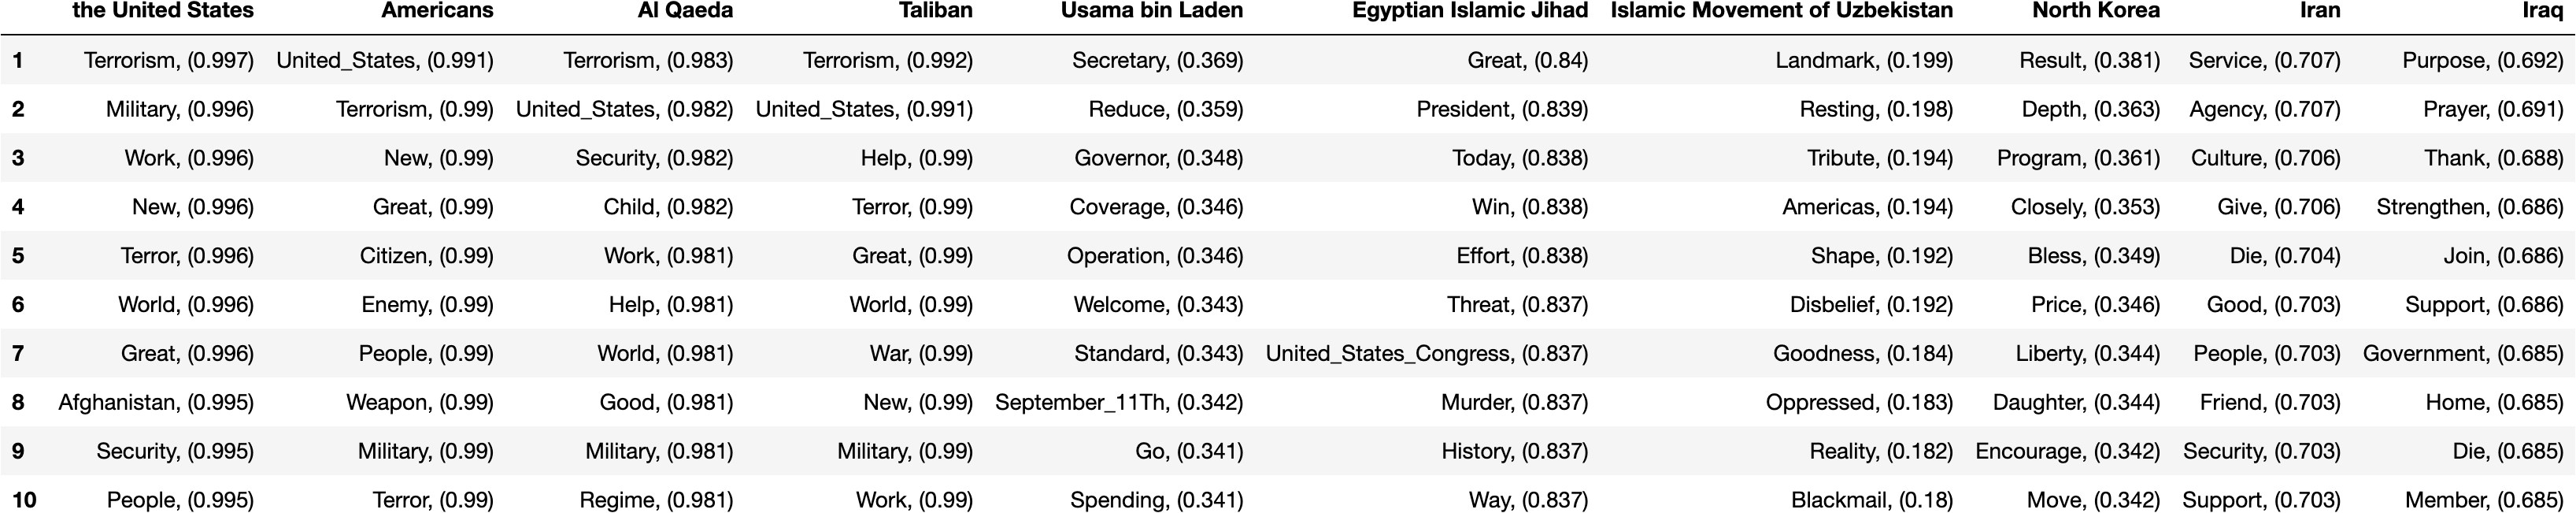 the United States Americans Al Qaeda Taliban Usama bin Laden Egyptian Islamic Jihad Islamic Movement of Uzbekistan North Korea Iran Iraq
1 Terrorism, (0.997) United_States, (0.991) Terrorism, (0.983) Terrorism, (0.992) Secretary, (0.369) Great, (0.84) Landmark, (0.199) Result, (0.381) Service, (0.707) Purpose, (0.692)
2 Military, (0.996) Terrorism, (0.99) United_States, (0.982) United_States, (0.991) Reduce, (0.359) President, (0.839) Resting, (0.198) Depth, (0.363) Agency, (0.707) Prayer, (0.691)
3 Work, (0.996) New, (0.99) Security, (0.982) Help, (0.99) Governor, (0.348) Today, (0.838) Tribute, (0.194) Program, (0.361) Culture, (0.706) Thank, (0.688)
4 New, (0.996) Great, (0.99) Child, (0.982) Terror, (0.99) Coverage, (0.346) Win, (0.838) Americas, (0.194) Closely, (0.353) Give, (0.706) Strengthen, (0.686)
5 Terror, (0.996) Citizen, (0.99) Work, (0.981) Great, (0.99) Operation, (0.346) Effort, (0.838) Shape, (0.192) Bless, (0.349) Die, (0.704) Join, (0.686)
6 World, (0.996) Enemy, (0.99) Help, (0.981) World, (0.99) Welcome, (0.343) Threat, (0.837) Disbelief, (0.192) Price, (0.346) Good, (0.703) Support, (0.686)
7 Great, (0.996) People, (0.99) World, (0.981) War, (0.99) Standard, (0.343) United_States_Congress, (0.837) Goodness, (0.184) Liberty, (0.344) People, (0.703) Government, (0.685)
8 Afghanistan, (0.995) Weapon, (0.99) Good, (0.981) New, (0.99) September_11Th, (0.342) Murder, (0.837) Oppressed, (0.183) Daughter, (0.344) Friend, (0.703) Home, (0.685)
9 Security, (0.995) Military, (0.99) Military, (0.981) Military, (0.99) Go, (0.341) History, (0.837) Reality, (0.182) Encourage, (0.342) Security, (0.703) Die, (0.685)
10 People, (0.995) Terror, (0.99) Regime, (0.981) Work, (0.99) Spending, (0.341) Way, (0.837) Blackmail, (0.18) Move, (0.342) Support, (0.703) Member, (0.685)